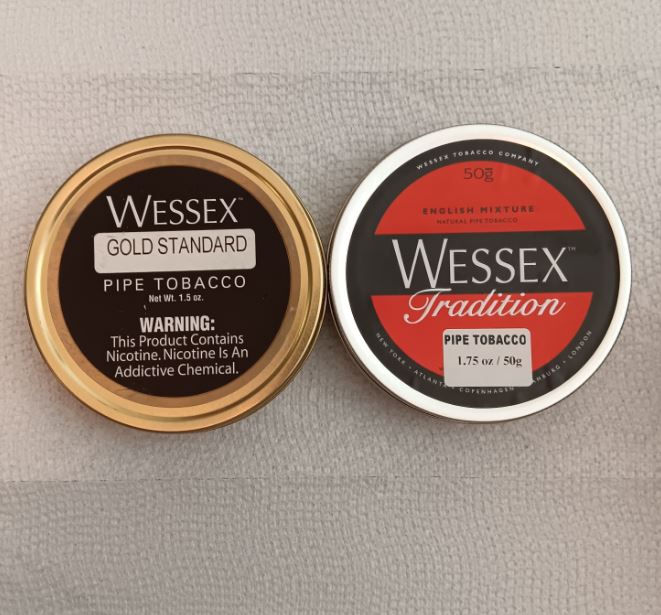 WESSEX™
GOLD STANDARD
PIPE TOBACCO
Net Wt. 1.5 oz.
WARNING:
This Product Contains
Nicotine. Nicotine Is An
Addictive Chemical.
WESSEX TOBACCO COMPANY
50g
ENGLISH MIXTURE
NATURAL PIPE TOBACCO
WESSEX™
Tradition
PIPE TOBACCO
1.75 oz / 50g
NEW YORK • ATLANTA • COPENHAGEN • LONDON